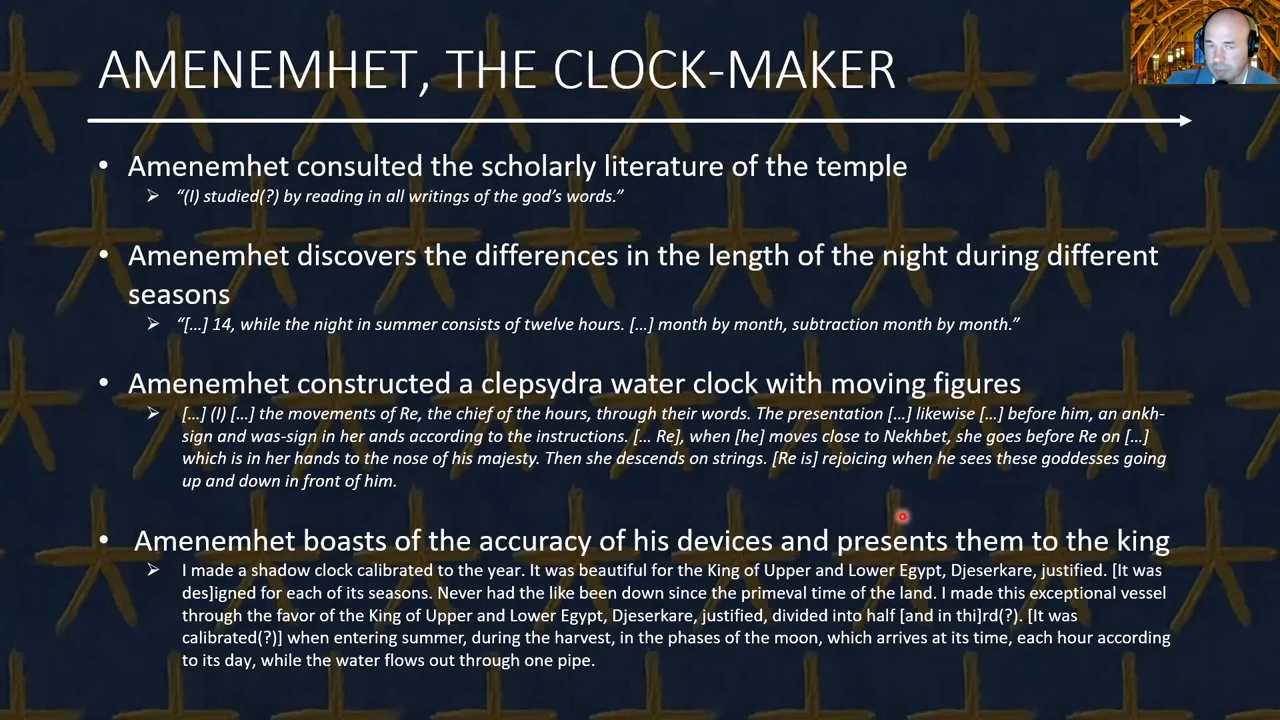 AMENEMHET, THE CLOCK-MAKER
• Amenemhet consulted the scholarly literature of the temple
➢ “(I) studied(?) by reading in all writings of the god’s words.”
• Amenemhet discovers the differences in the length of the night during different
seasons
➢ “[…] 14, while the night in summer consists of twelve hours. […] month by month, subtraction month by month.”
• Amenemhet constructed a clepsydra water clock with moving figures
➢ […] (I) […] the movements of Re, the chief of the hours, through their words. The presentation […] likewise […] before him, an ankh-
sign and was-sign in her ands according to the instructions. [… Re], when [he] moves close to Nekhbet, she goes before Re on […]
which is in her hands to the nose of his majesty. Then she descends on strings. [Re is] rejoicing when he sees these goddesses going
up and down in front of him.
• Amenemhet boasts of the accuracy of his devices and presents them to the king
➢ I made a shadow clock calibrated to the year. It was beautiful for the King of Upper and Lower Egypt, Djeserkare, justified. [It was
des]igned for each of its seasons. Never had the like been down since the primeval time of the land. I made this exceptional vessel
through the favor of the King of Upper and Lower Egypt, Djeserkare, justified, divided into half [and in thi]rd(?). [It was
calibrated(?)] when entering summer, during the harvest, in the phases of the moon, which arrives at its time, each hour according
to its day, while the water flows out through one pipe.